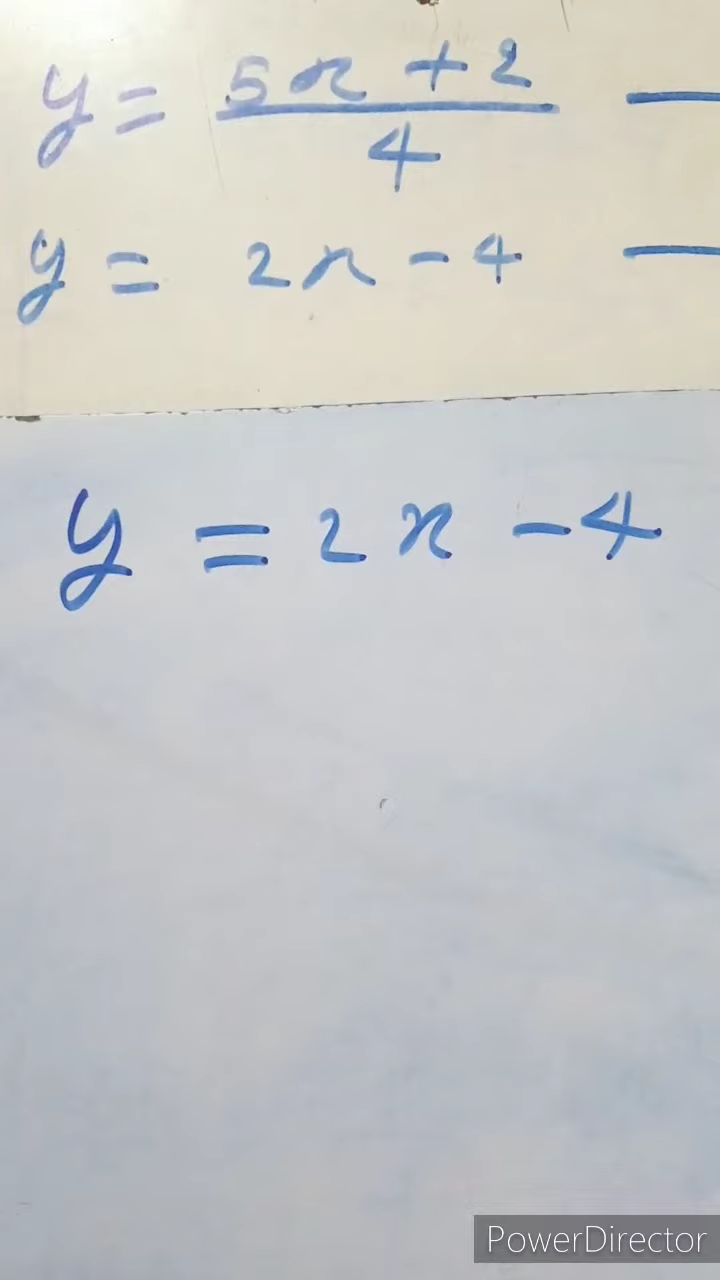 y = 5x + 2 —
4
y = 2x - 4 —
y = 2x - 4
PowerDirector